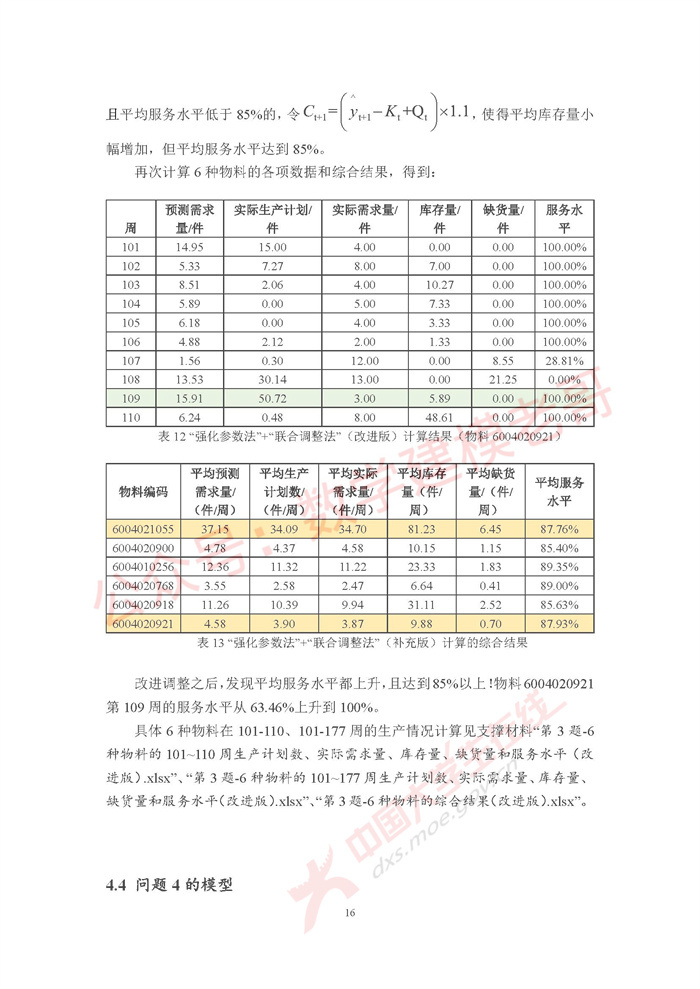 且平均服务水平低于 85%的，令 C_{t+1}=(ŷ_{t+1}−K_t+Q_t)×1.1，使得平均库存量小
幅增加，但平均服务水平达到 85%。
再次计算 6 种物料的各项数据和综合结果，得到：
周 预测需求量/件 实际生产计划/件 实际需求量/件 库存量/件 缺货量/件 服务水平
101 14.95 15.00 4.00 0.00 0.00 100.00%
102 5.33 7.27 8.00 7.00 0.00 100.00%
103 8.51 2.06 4.00 10.27 0.00 100.00%
104 5.89 0.00 5.00 7.33 0.00 100.00%
105 6.18 0.00 4.00 3.33 0.00 100.00%
106 4.88 2.12 2.00 1.33 0.00 100.00%
107 1.56 0.30 12.00 0.00 8.55 28.81%
108 13.53 30.14 13.00 0.00 21.25 0.00%
109 15.91 50.72 3.00 5.89 0.00 100.00%
110 6.24 0.48 8.00 48.61 0.00 100.00%
表 12 “强化参数法”+“联合调整法”（改进版）计算结果（物料 6004020921）
物料编码 平均预测需求量/（件/周） 平均生产计划数/（件/周） 平均实际需求量/（件/周） 平均库存量（件/周） 平均缺货量/（件/周） 平均服务水平
6004021055 37.15 34.09 34.70 81.23 6.45 87.76%
6004020900 4.78 4.37 4.58 10.15 1.15 85.40%
6004010256 12.36 11.32 11.22 23.33 1.83 89.35%
6004020768 3.55 2.58 2.47 6.64 0.41 89.00%
6004020918 11.26 10.39 9.94 31.11 2.52 85.63%
6004020921 4.58 3.90 3.87 9.88 0.70 87.93%
表 13 “强化参数法”+“联合调整法”（补充版）计算的综合结果
改进调整之后，发现平均服务水平都上升，且达到85%以上！物料 6004020921
第 109 周的服务水平从 63.46%上升到 100%。
具体 6 种物料在 101-110、101-177 周的生产情况计算见支撑材料“第 3 题-6
种物料的 101~110 周生产计划数、实际需求量、库存量、缺货量和服务水平（改
进版）.xlsx”、“第 3 题-6 种物料的 101~177 周生产计划数、实际需求量、库存量、
缺货量和服务水平（改进版）.xlsx”、“第 3 题-6 种物料的综合结果（改进版）.xlsx”。
4.4 问题 4 的模型
16
公众号：数学建模老哥
中国大学生在线
dxs.moe.gov.cn